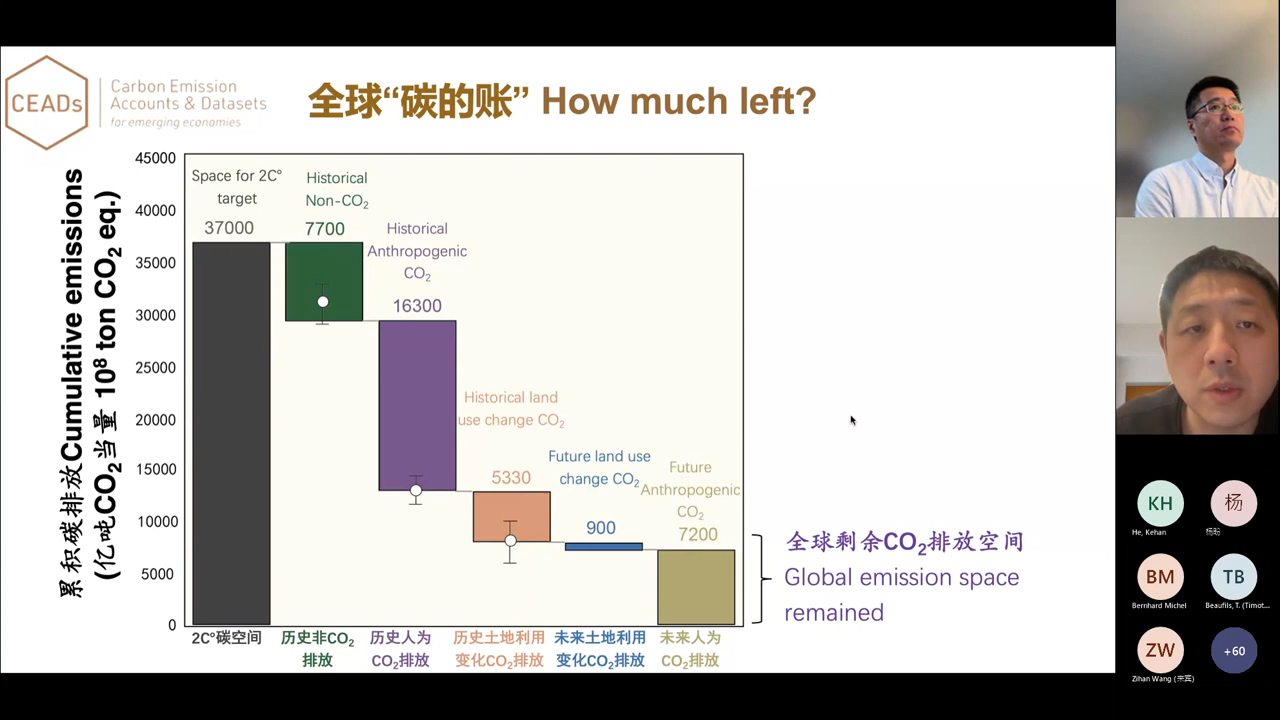 CEADs
Carbon Emission
Accounts & Datasets
for emerging economies
全球“碳的账” How much left?
累积碳排放Cumulative emissions
(亿吨CO₂当量 10⁸ ton CO₂ eq.)
45000
40000
35000
30000
25000
20000
15000
10000
5000
0
Space for 2C°
target
37000
Historical
Non-CO₂
7700
Historical
Anthropogenic
CO₂
16300
Historical land
use change CO₂
5330
Future land use
change CO₂
900
Future
Anthropogenic
CO₂
7200
2C°碳空间
历史非CO₂
排放
历史人为
CO₂排放
历史土地利用
变化CO₂排放
未来土地利用
变化CO₂排放
未来人为
CO₂排放
全球剩余CO₂排放空间
Global emission space
remained
KH
He, Kehan
杨
杨盼
BM
Bernhard Michel
TB
Beaufils, T. (Timot...
ZW
Zihan Wang
+60